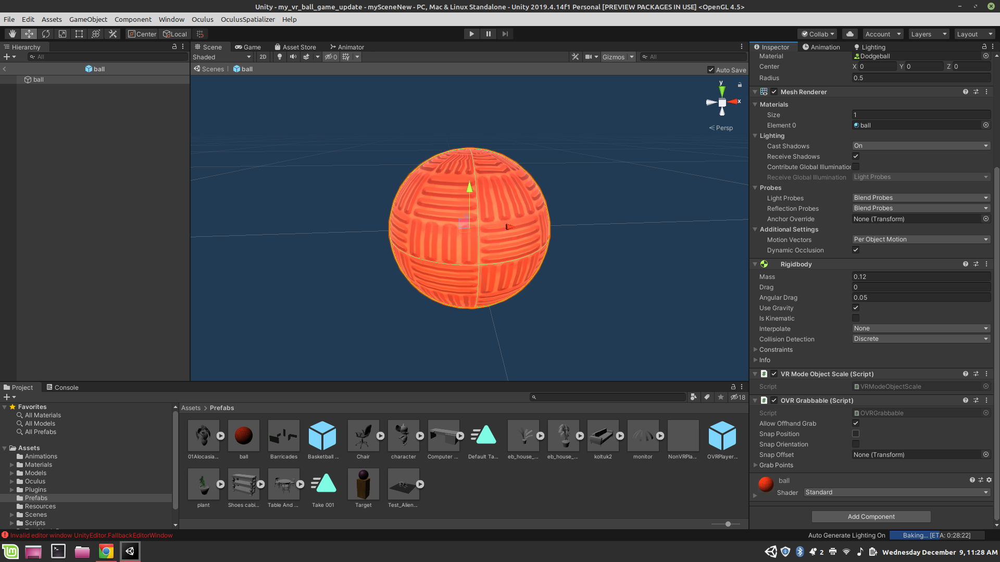 Unity - my_vr_ball_game_update - mySceneNew - PC, Mac & Linux Standalone - Unity 2019.4.14f1 Personal [PREVIEW PACKAGES IN USE] <OpenGL 4.5>
File Edit Assets GameObject Component Window Oculus OculusSpatializer Help
Center Local Collab Account Layers Layout
Hierarchy
All
ball
ball
Scene Game Asset Store Animator
Shaded 2D 0 Gizmos All
Scenes ball Auto Save
y
x
Persp
Inspector Animation Lighting
Material Dodgeball
Center X 0 Y 0 Z 0
Radius 0.5
Mesh Renderer
Materials
Size 1
Element 0 ball
Lighting
Cast Shadows On
Receive Shadows
Contribute Global Illumination
Receive Global Illumination Light Probes
Probes
Light Probes Blend Probes
Reflection Probes Blend Probes
Anchor Override None (Transform)
Additional Settings
Motion Vectors Per Object Motion
Dynamic Occlusion
Rigidbody
Mass 0.12
Drag 0
Angular Drag 0.05
Use Gravity
Is Kinematic
Interpolate None
Collision Detection Discrete
Constraints
Info
VR Mode Object Scale (Script)
Script VRModeObjectScale
OVR Grabbable (Script)
Script OVRGrabbable
Allow Offhand Grab
Snap Position
Snap Orientation
Snap Offset None (Transform)
Grab Points
ball
Shader Standard
Add Component
Project Console
18
Favorites
All Materials
All Models
All Prefabs
Assets
Animations
Materials
Models
Oculus
Plugins
Prefabs
Resources
Scenes
Scripts
Assets > Prefabs
01Alocasia... ball Barricades Basketball ... Chair character Computer ... Default Ta... eb_house_... eb_house_... koltuk2 monitor NonVRPla... OVRPlayer...
plant Shoes cabi... Table And ... Take 001 Target Test_Alien...
Invalid editor window UnityEditor.FallbackEditorWindow
Auto Generate Lighting On Baking... [ETA: 0:28:22]
2 Wednesday December 9, 11:28 AM